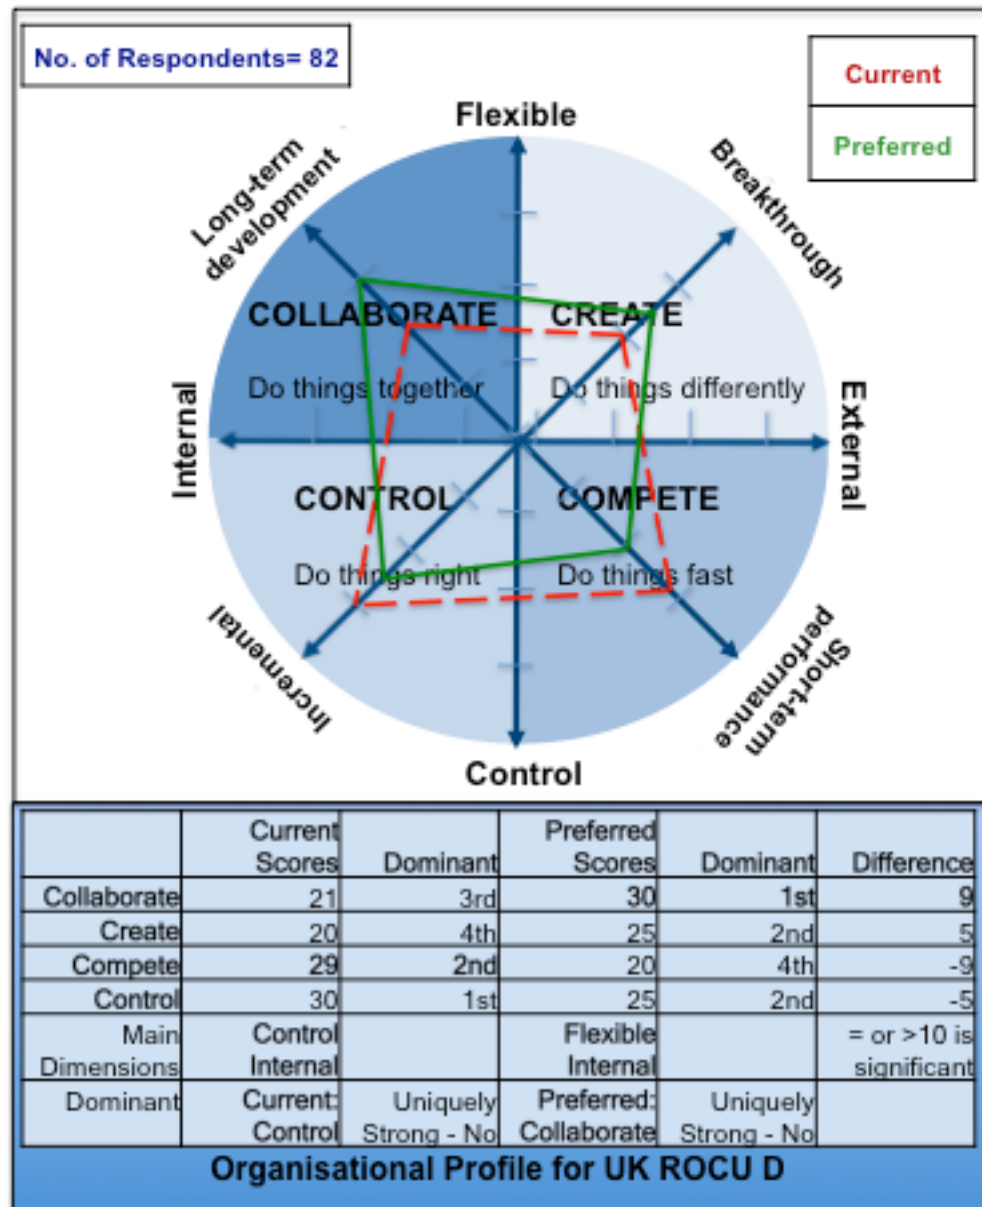 No. of Respondents= 82
Current
Preferred
Flexible
Long-term
development
Breakthrough
COLLABORATE
CREATE
Do things together
Do things differently
Internal
External
CONTROL
COMPETE
Do things right
Do things fast
Incremental
Short-term
performance
Control
Current Scores Dominant Preferred Scores Dominant Difference
Collaborate 21 3rd 30 1st 9
Create 20 4th 25 2nd 5
Compete 29 2nd 20 4th -9
Control 30 1st 25 2nd -5
Main Dimensions Control Internal Flexible Internal = or >10 is significant
Dominant Current: Control Uniquely Strong - No Preferred: Collaborate Uniquely Strong - No
Organisational Profile for UK ROCU D